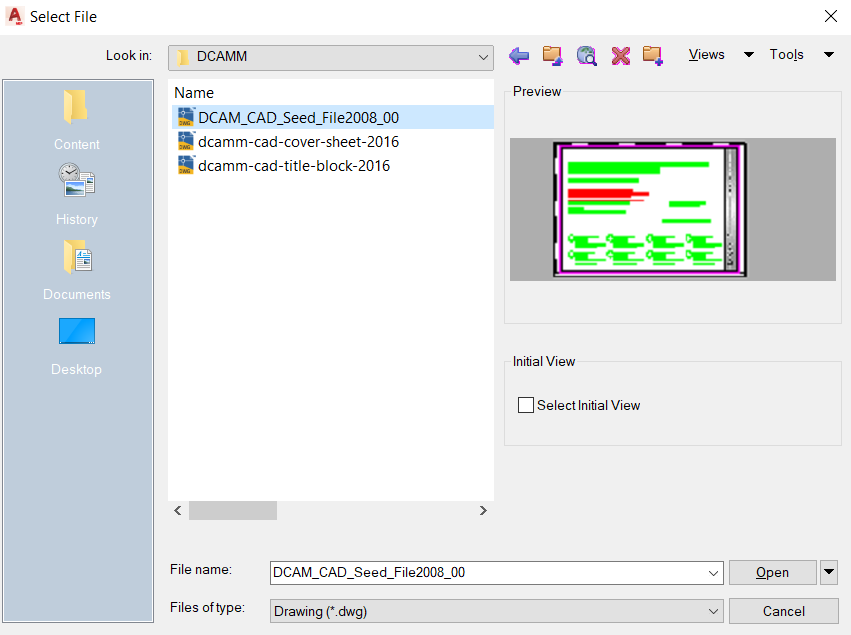 Select File
Look in:
DCAMM
Views
Tools
Content
History
Documents
Desktop
Name
DCAM_CAD_Seed_File2008_00
dcamm-cad-cover-sheet-2016
dcamm-cad-title-block-2016
Preview
Initial View
Select Initial View
File name:
DCAM_CAD_Seed_File2008_00
Open
Files of type:
Drawing (*.dwg)
Cancel